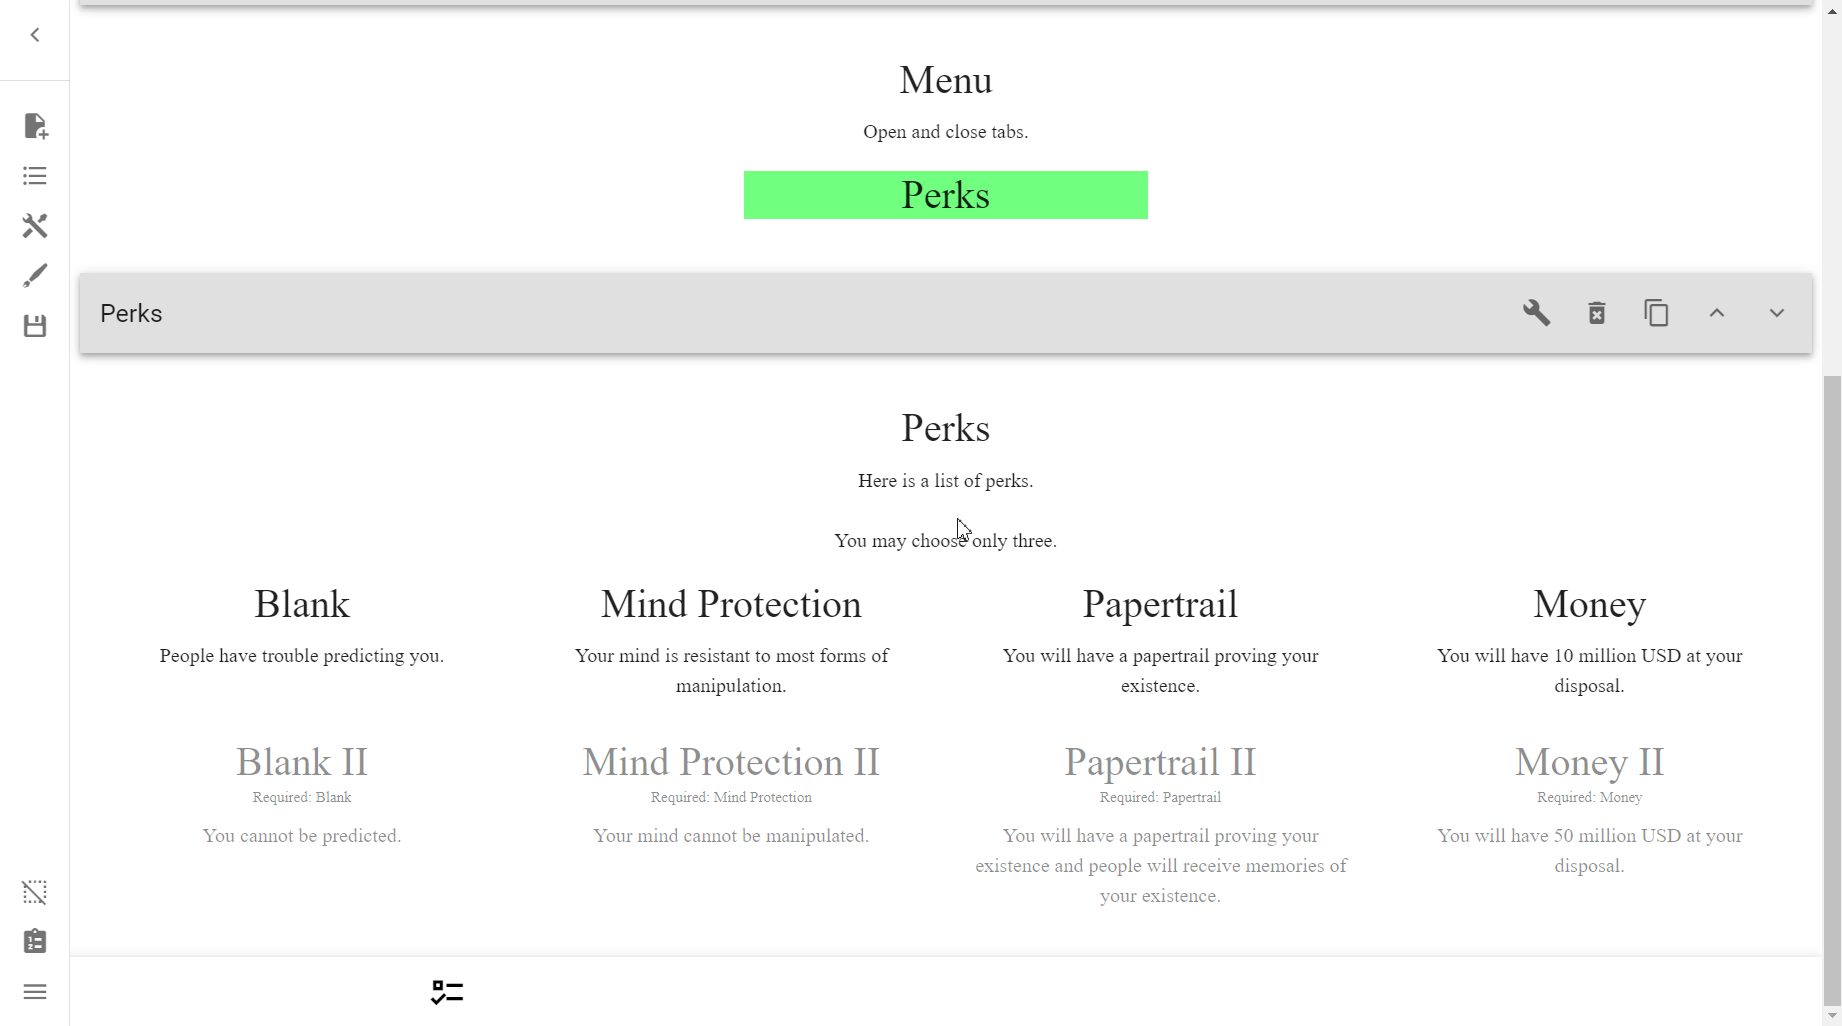 Menu
Open and close tabs.
Perks
Perks
Perks
Here is a list of perks.
You may choose only three.
Blank
People have trouble predicting you.
Mind Protection
Your mind is resistant to most forms of
manipulation.
Papertrail
You will have a papertrail proving your
existence.
Money
You will have 10 million USD at your
disposal.
Blank II
Required: Blank
You cannot be predicted.
Mind Protection II
Required: Mind Protection
Your mind cannot be manipulated.
Papertrail II
Required: Papertrail
You will have a papertrail proving your
existence and people will receive memories of
your existence.
Money II
Required: Money
You will have 50 million USD at your
disposal.